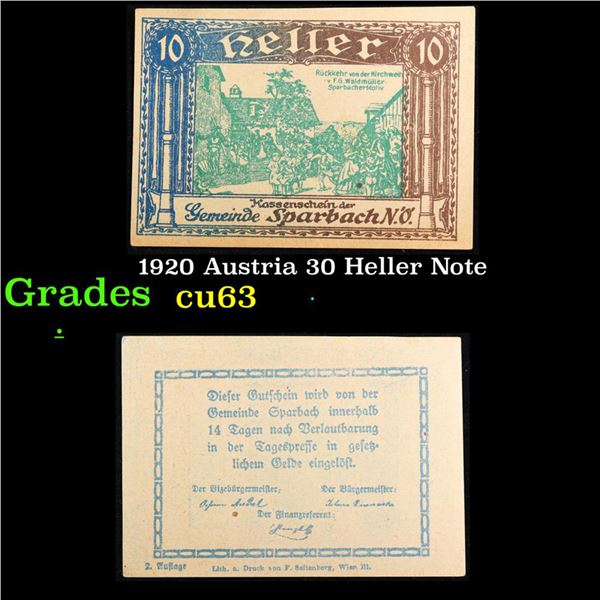 10 Heller 10
Rückkehr von der Kirchweih
v. F.G. Waldmüller
Sparbacher Motiv
Kassenschein der
Gemeinde Sparbach N.Ö.
1920 Austria 30 Heller Note
Grades cu63
Dieser Gutschein wird von der
Gemeinde Sparbach innerhalb
14 Tagen nach Verlautbarung
in der Tagespresse in gesetz-
lichem Gelde eingelöst.
Der Vizebürgermeister: Der Bürgermeister:
Der Finanzreferent:
2. Auflage Lith. u. Druck von F. Seitenberg, Wien III.